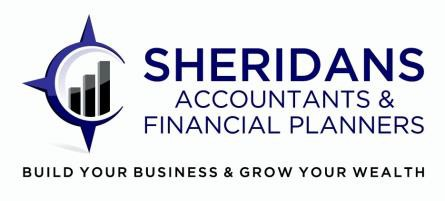 SHERIDANS
ACCOUNTANTS &
FINANCIAL PLANNERS
BUILD YOUR BUSINESS & GROW YOUR WEALTH